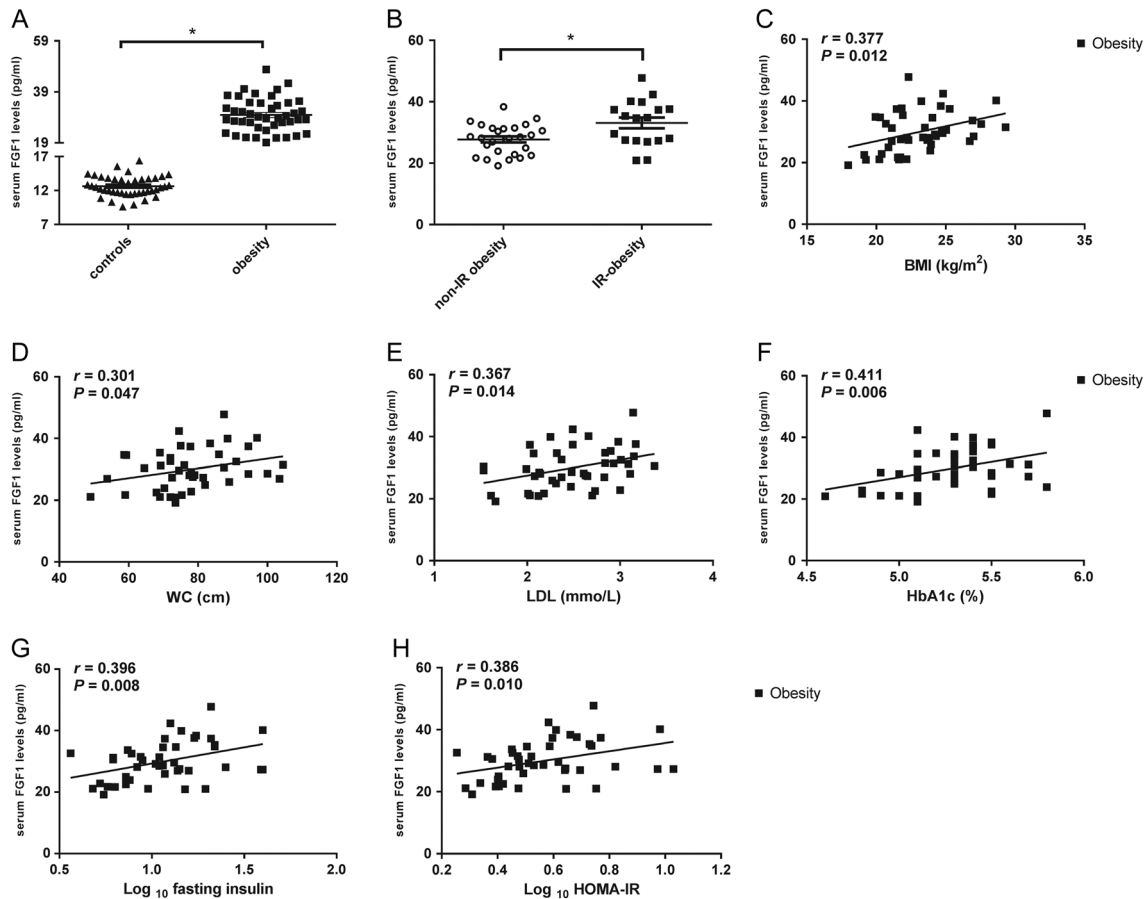 A
serum FGF1 levels (pg/ml)
59
39
19
17
12
7
*
controls
obesity
B
serum FGF1 levels (pg/ml)
60
40
20
0
*
non-IR obesity
IR-obesity
C
r = 0.377
P = 0.012
Obesity
serum FGF1 levels (pg/ml)
60
40
20
0
15 20 25 30 35
BMI (kg/m²)
D
r = 0.301
P = 0.047
serum FGF1 levels (pg/ml)
60
40
20
0
40 60 80 100 120
WC (cm)
E
r = 0.367
P = 0.014
serum FGF1 levels (pg/ml)
60
40
20
0
1 2 3 4
LDL (mmo/L)
F
r = 0.411
P = 0.006
Obesity
serum FGF1 levels (pg/ml)
60
40
20
0
4.5 5.0 5.5 6.0
HbA1c (%)
G
r = 0.396
P = 0.008
serum FGF1 levels (pg/ml)
60
40
20
0
0.5 1.0 1.5 2.0
Log 10 fasting insulin
H
r = 0.386
P = 0.010
Obesity
serum FGF1 levels (pg/ml)
60
40
20
0
0.2 0.4 0.6 0.8 1.0 1.2
Log 10 HOMA-IR